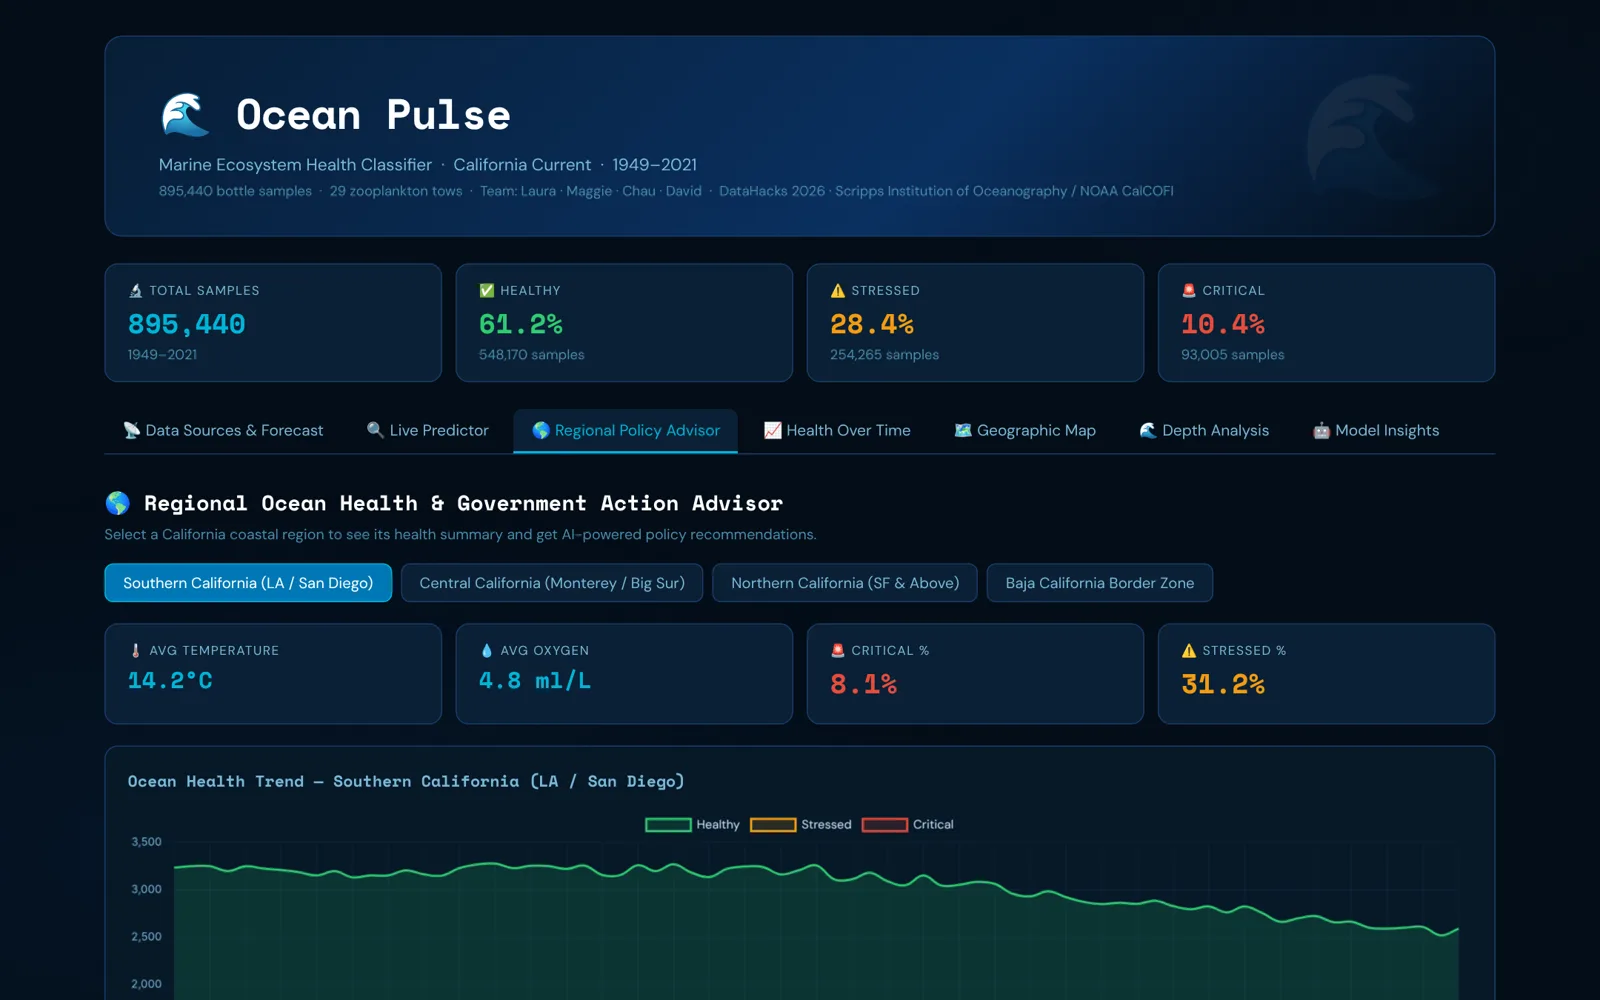 🌊 Ocean Pulse
Marine Ecosystem Health Classifier · California Current · 1949–2021
895,440 bottle samples · 29 zooplankton tows · Team: Laura · Maggie · Chau · David · DataHacks 2026 · Scripps Institution of Oceanography / NOAA CalCOFI
🔬 TOTAL SAMPLES
895,440
1949–2021
✅ HEALTHY
61.2%
548,170 samples
⚠️ STRESSED
28.4%
254,265 samples
🚨 CRITICAL
10.4%
93,005 samples
📡 Data Sources & Forecast
🔍 Live Predictor
🌎 Regional Policy Advisor
📈 Health Over Time
🗺️ Geographic Map
🌊 Depth Analysis
🤖 Model Insights
🌎 Regional Ocean Health & Government Action Advisor
Select a California coastal region to see its health summary and get AI-powered policy recommendations.
Southern California (LA / San Diego)
Central California (Monterey / Big Sur)
Northern California (SF & Above)
Baja California Border Zone
🌡️ AVG TEMPERATURE
14.2°C
💧 AVG OXYGEN
4.8 ml/L
🚨 CRITICAL %
8.1%
⚠️ STRESSED %
31.2%
Ocean Health Trend — Southern California (LA / San Diego)
Healthy Stressed Critical
3,500
3,000
2,500
2,000